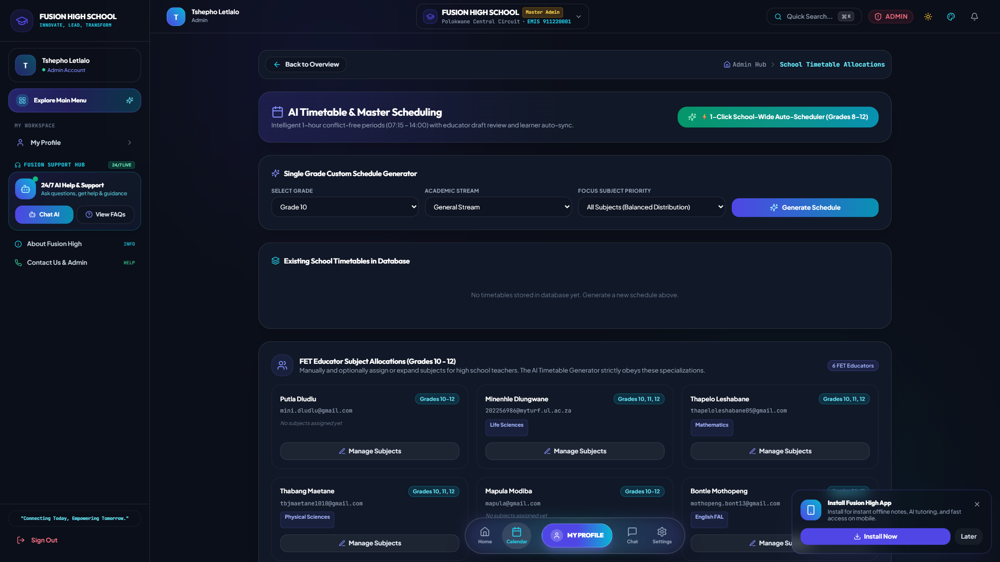 FUSION HIGH SCHOOL
INNOVATE, LEAD, TRANSFORM
T
Tshepho Letlalo
Admin Account
Explore Main Menu
MY WORKSPACE
My Profile
FUSION SUPPORT HUB
24/7 LIVE
24/7 AI Help & Support
Ask questions, get help & guidance
Chat AI
View FAQs
About Fusion High
INFO
Contact Us & Admin
HELP
"Connecting Today, Empowering Tomorrow."
Sign Out
T
Tshepho Letlalo
Admin
FUSION HIGH SCHOOL
Master Admin
Polokwane Central Circuit • EMIS 911220001
Quick Search...
⌘ K
ADMIN
Back to Overview
Admin Hub
School Timetable Allocations
AI Timetable & Master Scheduling
Intelligent 1-hour conflict-free periods (07:15 - 14:00) with educator draft review and learner auto-sync.
⚡ 1-Click School-Wide Auto-Scheduler (Grades 8-12)
Single Grade Custom Schedule Generator
SELECT GRADE
Grade 10
ACADEMIC STREAM
General Stream
FOCUS SUBJECT PRIORITY
All Subjects (Balanced Distribution)
Generate Schedule
Existing School Timetables in Database
No timetables stored in database yet. Generate a new schedule above.
FET Educator Subject Allocations (Grades 10 - 12)
Manually and optionally assign or expand subjects for high school teachers. The AI Timetable Generator strictly obeys these specializations.
6 FET Educators
Putla Dludlu
Grades 10-12
mini.dludlu@gmail.com
No subjects assigned yet
Manage Subjects
Minenhle Dlungwane
Grades 10, 11, 12
202256986@myturf.ul.ac.za
Life Sciences
Manage Subjects
Thapelo Leshabane
Grades 10, 11, 12
thapeloleshabane05@gmail.com
Mathematics
Manage Subjects
Thabang Maetane
Grades 10, 11, 12
tbjmaetane1010@gmail.com
Physical Sciences
Manage Subjects
Mapula Modiba
Grades 10-12
mapula@gmail.com
No subjects assigned yet
Bontle Mothopeng
mothopeng.bont13@gmail.com
English FAL
Manage Su
Home
Calendar
MY PROFILE
Chat
Settings
Install Fusion High App
Install for instant offline notes, AI tutoring, and fast
access on mobile.
Install Now
Later